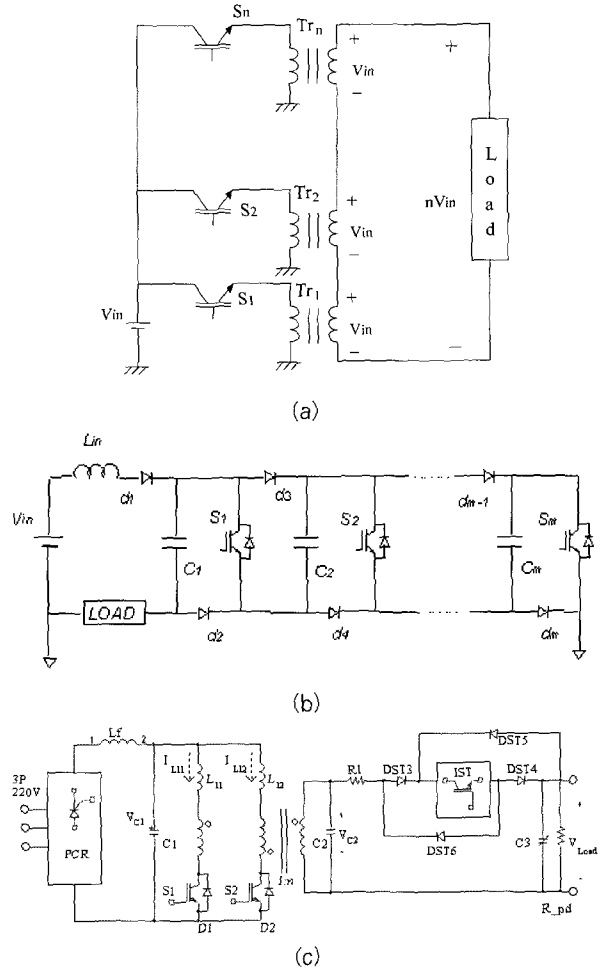 Sn
Trn
+
Vin
−
+
nVin
−
Load
S2
Tr2
+
Vin
−
Vin
S1
Tr1
+
Vin
−
(a)
Lin
d1
d3
dm-1
Vin
S1
S2
Sm
C1
C2
Cm
LOAD
d2
d4
dm
(b)
1 Lf 2
3P
220V
PCR
VC1
C1
IL11
L11
IL12
L12
S1
S2
D1
D2
Lm
C2
VC2
R1
DST3
IST
DST4
DST5
DST6
C3
+
VLoad
-
R_pd
(c)